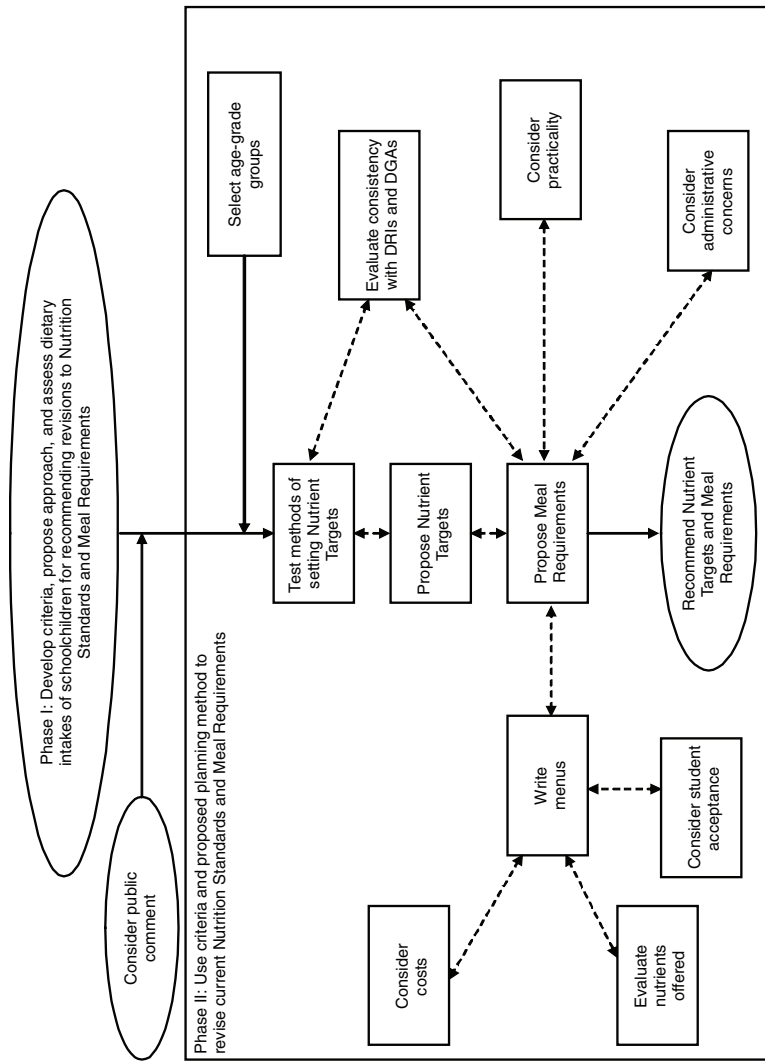 Phase I: Develop criteria, propose approach, and assess dietary
intakes of schoolchildren for recommending revisions to Nutrition
Standards and Meal Requirements
Consider public
comment
Phase II: Use criteria and proposed planning method to
revise current Nutrition Standards and Meal Requirements
Select age-grade
groups
Test methods of
setting Nutrient
Targets
Evaluate consistency
with DRIs and DGAs
Propose Nutrient
Targets
Consider
costs
Write
menus
Propose Meal
Requirements
Consider
practicality
Evaluate
nutrients
offered
Consider student
acceptance
Recommend Nutrient
Targets and Meal
Requirements
Consider
administrative
concerns